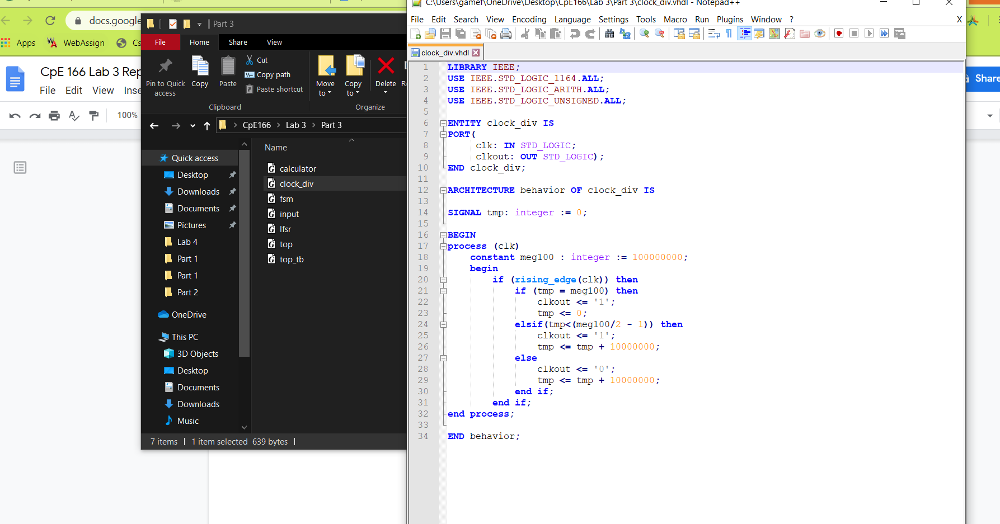 C:\Users\gamef\OneDrive\Desktop\CpE166\Lab 3\Part 3\clock_div.vhdl - Notepad++
docs.google
Apps
WebAssign
Cs
CpE 166 Lab 3 Rep
File Edit View Inse
100%
Share
Part 3
File Home Share View
Pin to Quick access
Copy
Paste
Cut
Copy path
Paste shortcut
Clipboard
Move to
Copy to
Delete
Organize
CpE166 > Lab 3 > Part 3
Name
Quick access
Desktop
Downloads
Documents
Pictures
Lab 4
Part 1
Part 1
Part 2
OneDrive
This PC
3D Objects
Desktop
Documents
Downloads
Music
calculator
clock_div
fsm
input
lfsr
top
top_tb
7 items
1 item selected 639 bytes
File Edit Search View Encoding Language Settings Tools Macro Run Plugins Window ? X
clock_div.vhdl
1 LIBRARY IEEE;
2 USE IEEE.STD_LOGIC_1164.ALL;
3 USE IEEE.STD_LOGIC_ARITH.ALL;
4 USE IEEE.STD_LOGIC_UNSIGNED.ALL;
5
6 ENTITY clock_div IS
7 PORT(
8 clk: IN STD_LOGIC;
9 clkout: OUT STD_LOGIC);
10 END clock_div;
11
12 ARCHITECTURE behavior OF clock_div IS
13
14 SIGNAL tmp: integer := 0;
15
16 BEGIN
17 process (clk)
18 constant meg100 : integer := 100000000;
19 begin
20 if (rising_edge(clk)) then
21 if (tmp = meg100) then
22 clkout <= '1';
23 tmp <= 0;
24 elsif(tmp<(meg100/2 - 1)) then
25 clkout <= '1';
26 tmp <= tmp + 10000000;
27 else
28 clkout <= '0';
29 tmp <= tmp + 10000000;
30 end if;
31 end if;
32 end process;
33
34 END behavior;